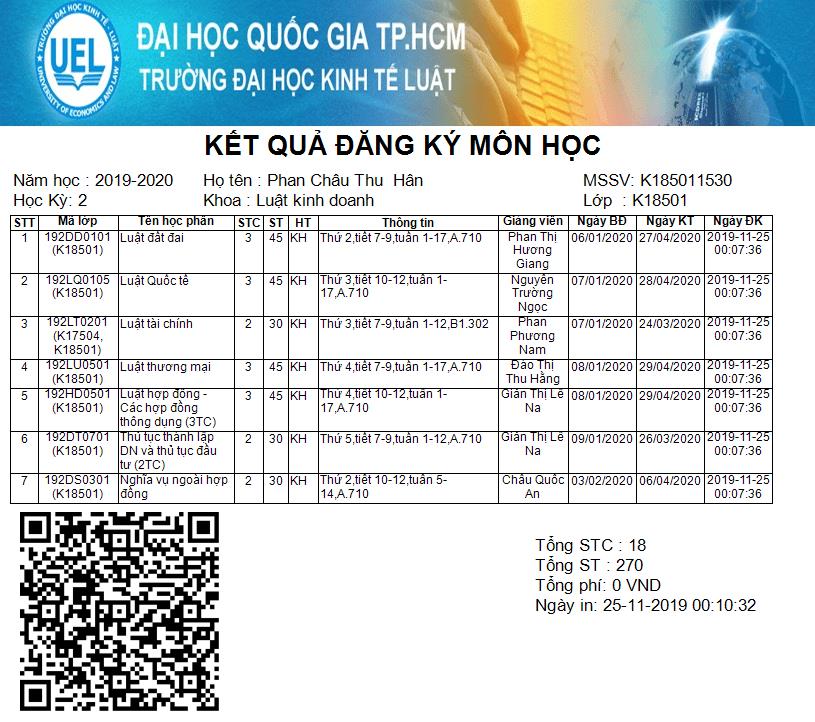 TRƯỜNG ĐẠI HỌC KINH TẾ - LUẬT
UEL
UNIVERSITY OF ECONOMICS AND LAW
ĐẠI HỌC QUỐC GIA TP.HCM
TRƯỜNG ĐẠI HỌC KINH TẾ LUẬT
KẾT QUẢ ĐĂNG KÝ MÔN HỌC
Năm học : 2019-2020 Họ tên : Phan Châu Thu Hân MSSV: K185011530
Học Kỳ: 2 Khoa : Luật kinh doanh Lớp : K18501
STT Mã lớp Tên học phần STC ST HT Thông tin Giảng viên Ngày BĐ Ngày KT Ngày ĐK
1 192DD0101 Luật đất đai 3 45 KH Thứ 2,tiết 7-9,tuần 1-17,A.710 Phan Thị 06/01/2020 27/04/2020 2019-11-25
(K18501) Hương 00:07:36
Giang
2 192LQ0105 Luật Quốc tế 3 45 KH Thứ 3,tiết 10-12,tuần 1- Nguyễn 07/01/2020 28/04/2020 2019-11-25
(K18501) 17,A.710 Trường 00:07:36
Ngọc
3 192LT0201 Luật tài chính 2 30 KH Thứ 3,tiết 7-9,tuần 1-12,B1.302 Phan 07/01/2020 24/03/2020 2019-11-25
(K17504, Phương 00:07:36
K18501) Nam
4 192LU0501 Luật thương mại 3 45 KH Thứ 4,tiết 7-9,tuần 1-17,A.710 Đào Thị 08/01/2020 29/04/2020 2019-11-25
(K18501) Thu Hằng 00:07:36
5 192HD0501 Luật hợp đồng - 3 45 KH Thứ 4,tiết 10-12,tuần 1- Giản Thị Lê 08/01/2020 29/04/2020 2019-11-25
(K18501) Các hợp đồng 17,A.710 Na 00:07:36
thông dụng (3TC)
6 192DT0701 Thủ tục thành lập 2 30 KH Thứ 5,tiết 7-9,tuần 1-12,A.710 Giản Thị Lê 09/01/2020 26/03/2020 2019-11-25
(K18501) DN và thủ tục đầu Na 00:07:36
tư (2TC)
7 192DS0301 Nghĩa vụ ngoài hợp 2 30 KH Thứ 2,tiết 10-12,tuần 5- Châu Quốc 03/02/2020 06/04/2020 2019-11-25
(K18501) đồng 14,A.710 An 00:07:36
Tổng STC : 18
Tổng ST : 270
Tổng phí: 0 VND
Ngày in: 25-11-2019 00:10:32